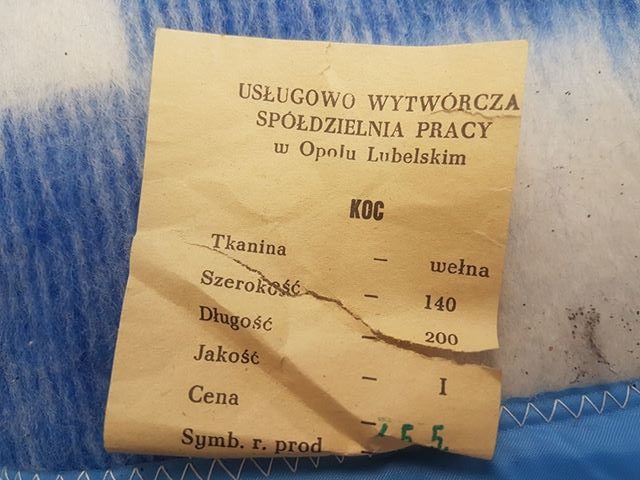 USŁUGOWO WYTWÓRCZA
SPÓŁDZIELNIA PRACY
w Opolu Lubelskim
KOC
Tkanina – wełna
Szerokość – 140
Długość – 200
Jakość – I
Cena –
Symb. r. prod –